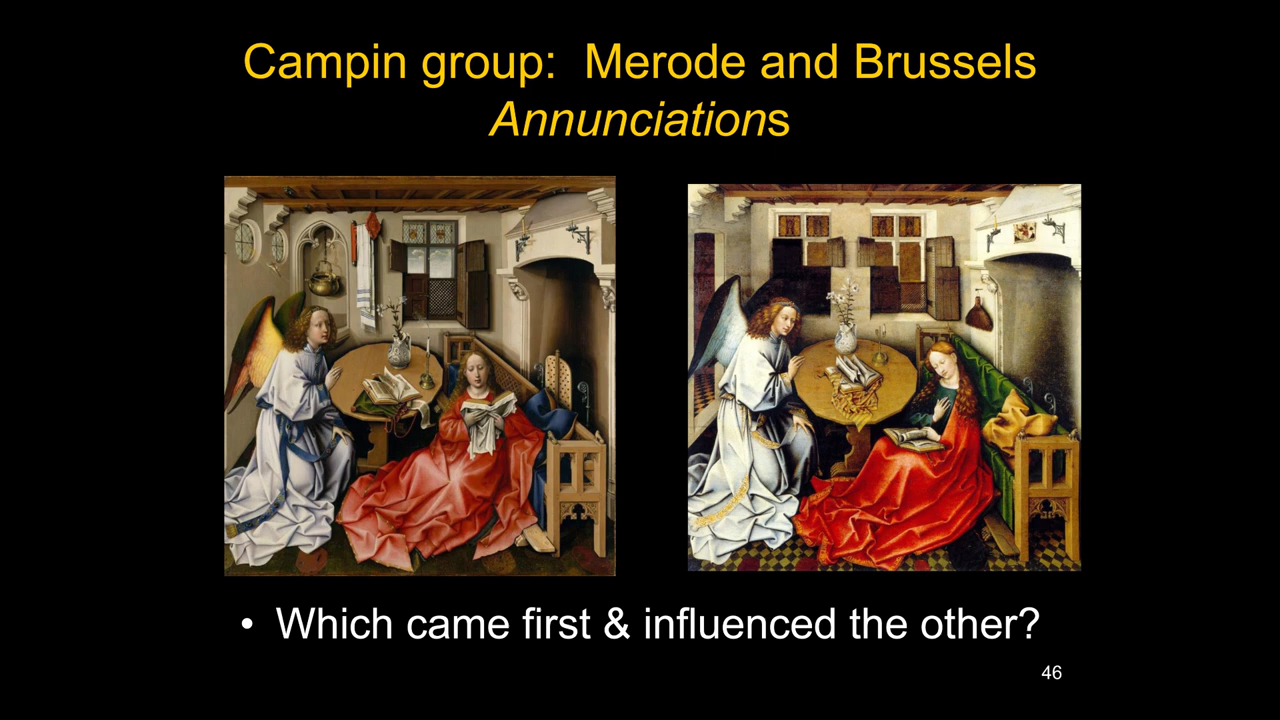 Campin group:  Merode and Brussels
Annunciations
• Which came first & influenced the other?
46